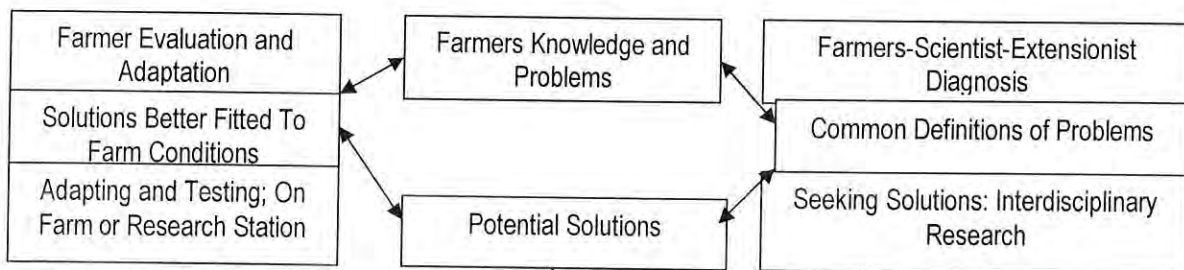 Farmer Evaluation and
Adaptation
Solutions Better Fitted To
Farm Conditions
Adapting and Testing; On
Farm or Research Station
Farmers Knowledge and
Problems
Potential Solutions
Farmers-Scientist-Extensionist
Diagnosis
Common Definitions of Problems
Seeking Solutions: Interdisciplinary
Research